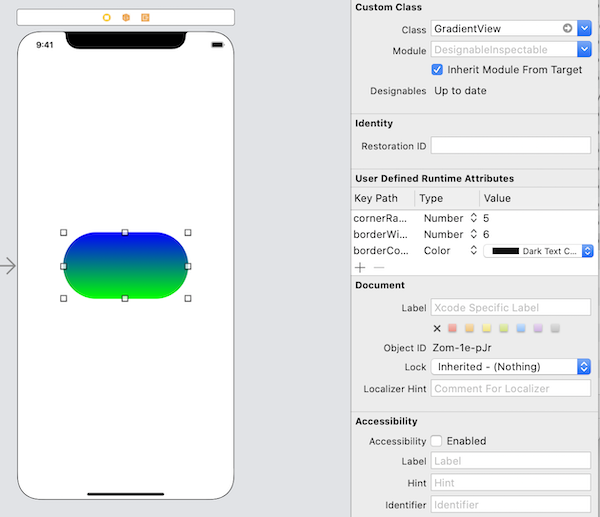 9:41
Custom Class
Class GradientView
Module DesignableInspectable
Inherit Module From Target
Designables Up to date
Identity
Restoration ID
User Defined Runtime Attributes
Key Path Type Value
cornerRa... Number 5
borderWi... Number 6
borderCo... Color Dark Text C...
Document
Label Xcode Specific Label
Object ID Zom-1e-pJr
Lock Inherited - (Nothing)
Localizer Hint Comment For Localizer
Accessibility
Accessibility Enabled
Label Label
Hint Hint
Identifier Identifier